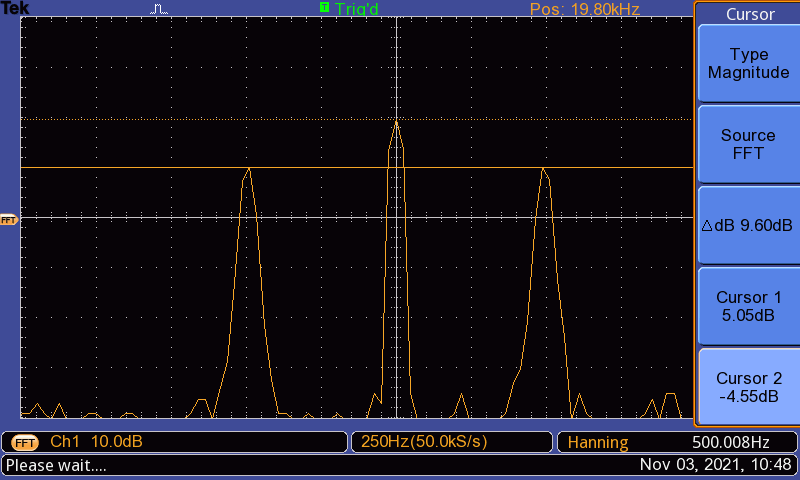 Tek
T Trig'd
Pos: 19.80kHz
Cursor
Type
Magnitude
Source
FFT
△dB 9.60dB
Cursor 1
5.05dB
Cursor 2
-4.55dB
FFT
FFT Ch1 10.0dB
250Hz(50.0kS/s)
Hanning 500.008Hz
Please wait....
Nov 03, 2021, 10:48